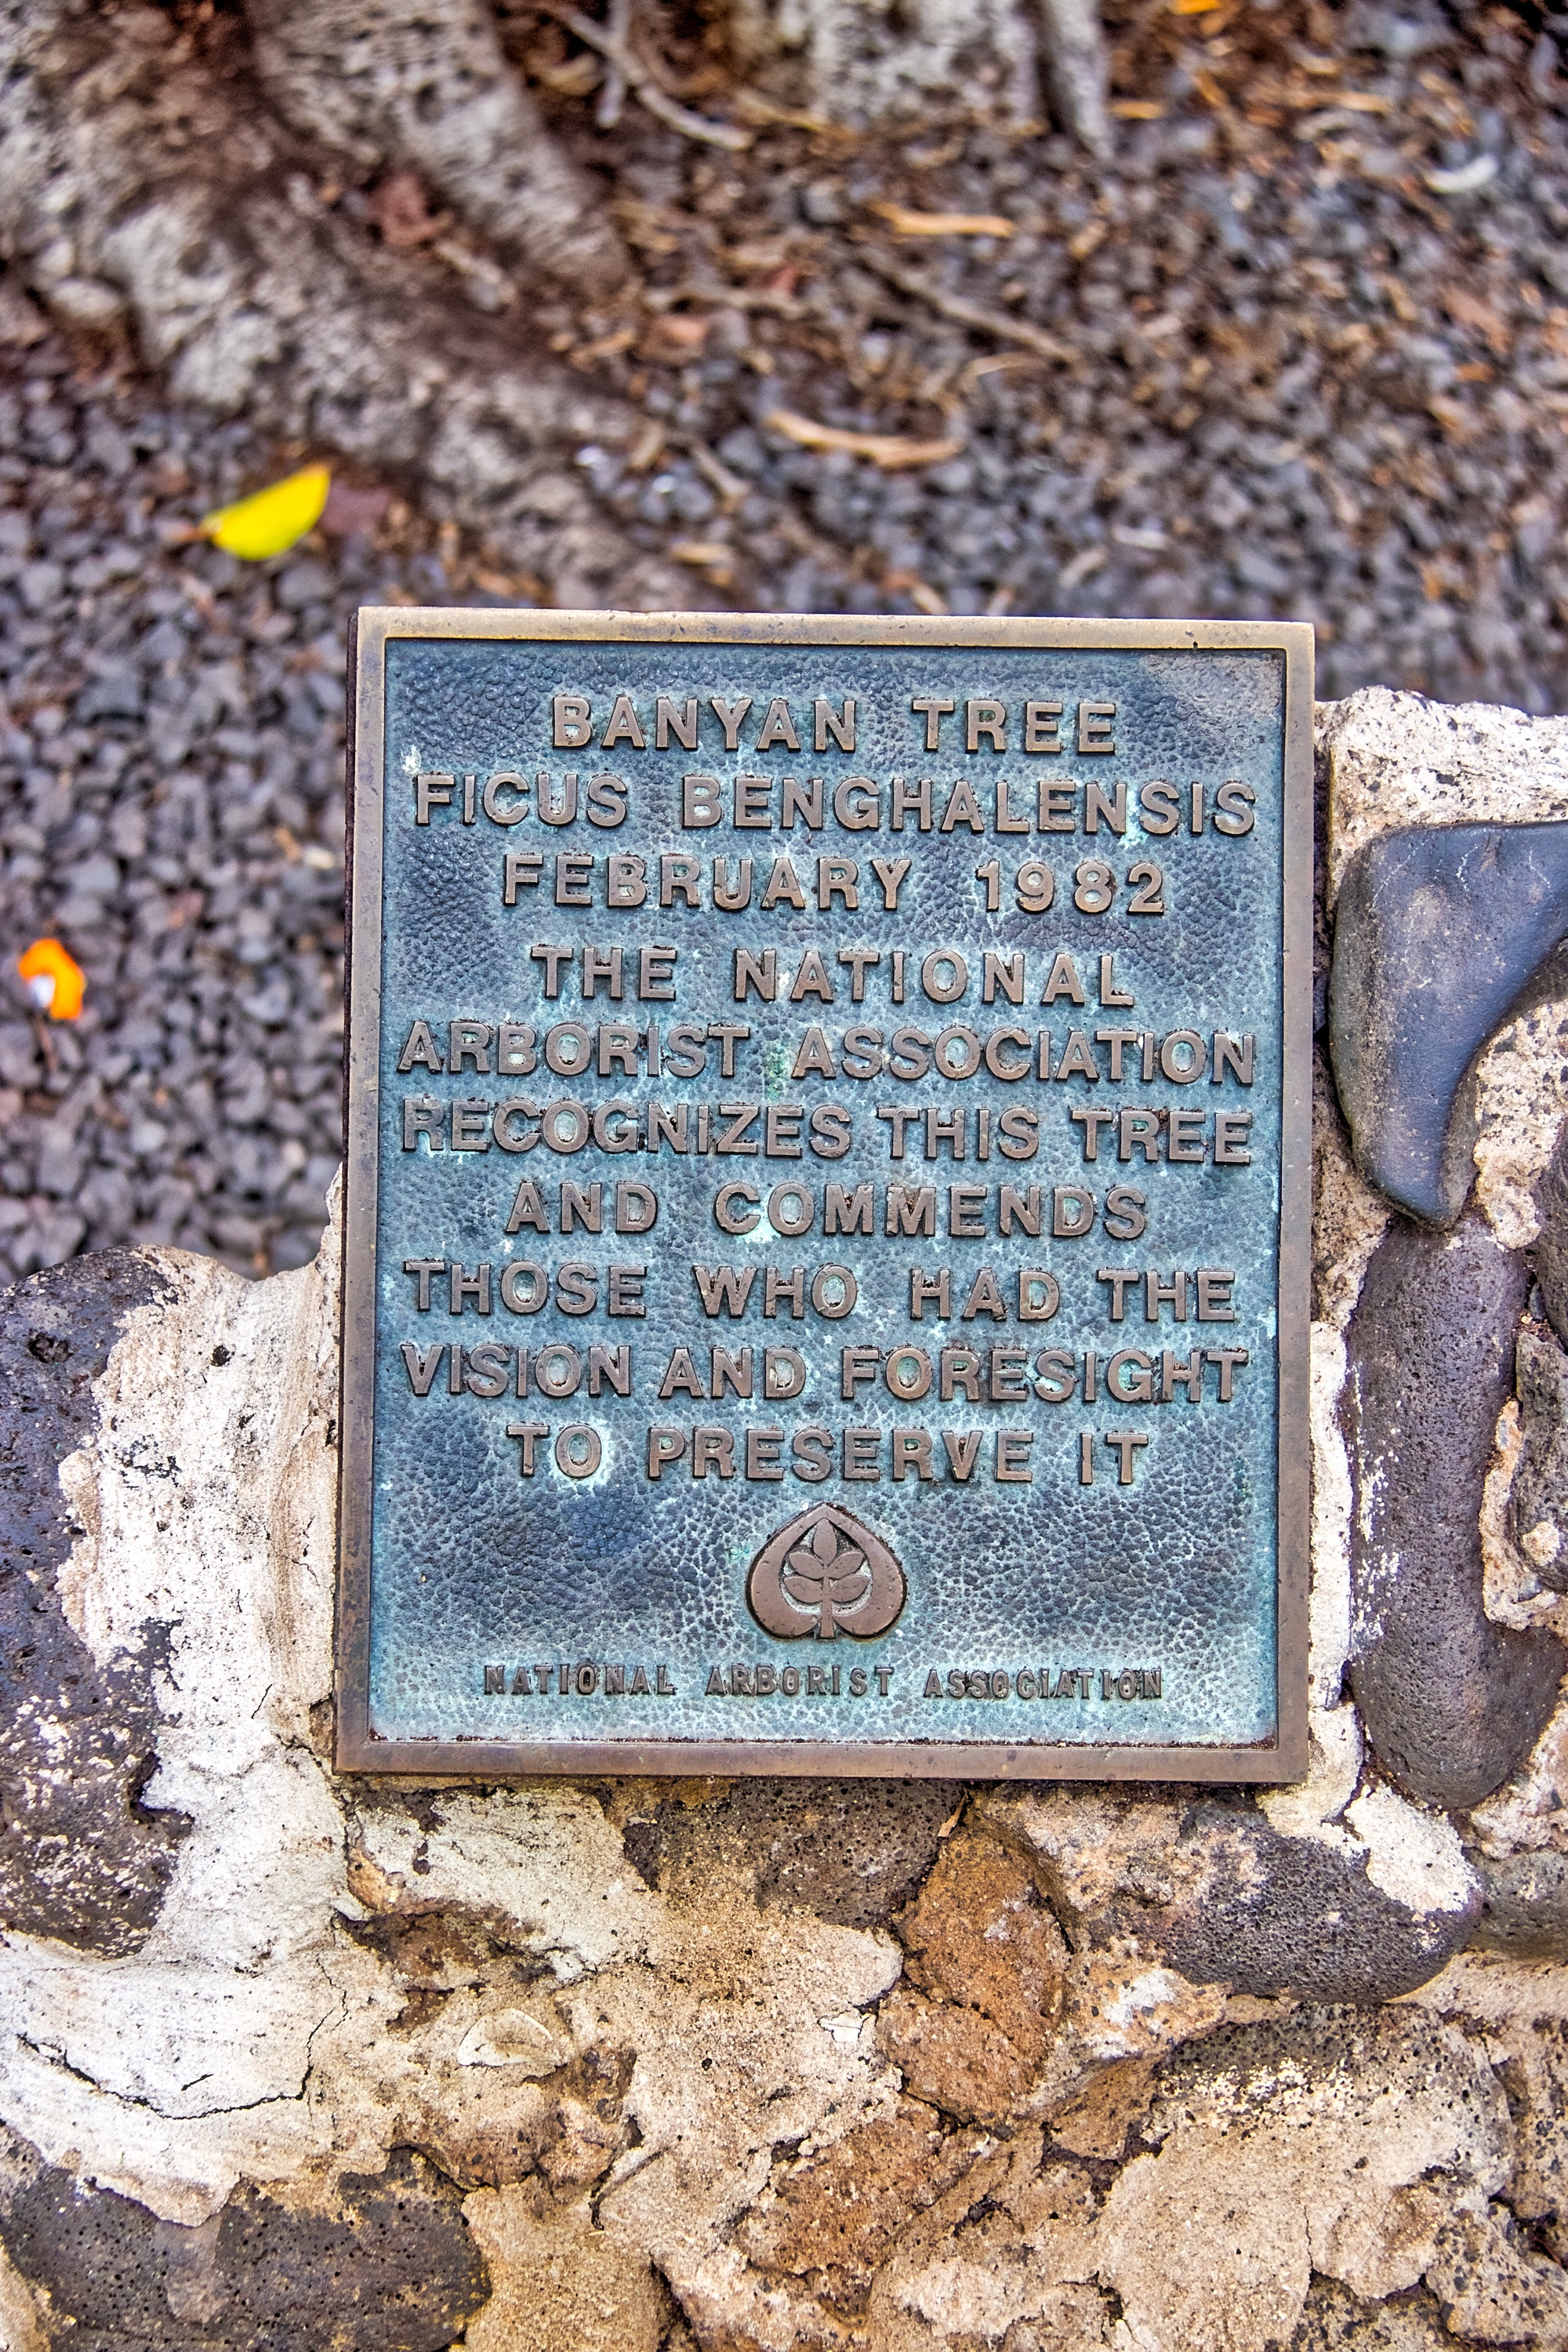 BANYAN TREE
FICUS BENGHALENSIS
FEBRUARY 1982
THE NATIONAL
ARBORIST ASSOCIATION
RECOGNIZES THIS TREE
AND COMMENDS
THOSE WHO HAD THE
VISION AND FORESIGHT
TO PRESERVE IT
NATIONAL ARBORIST ASSOCIATION